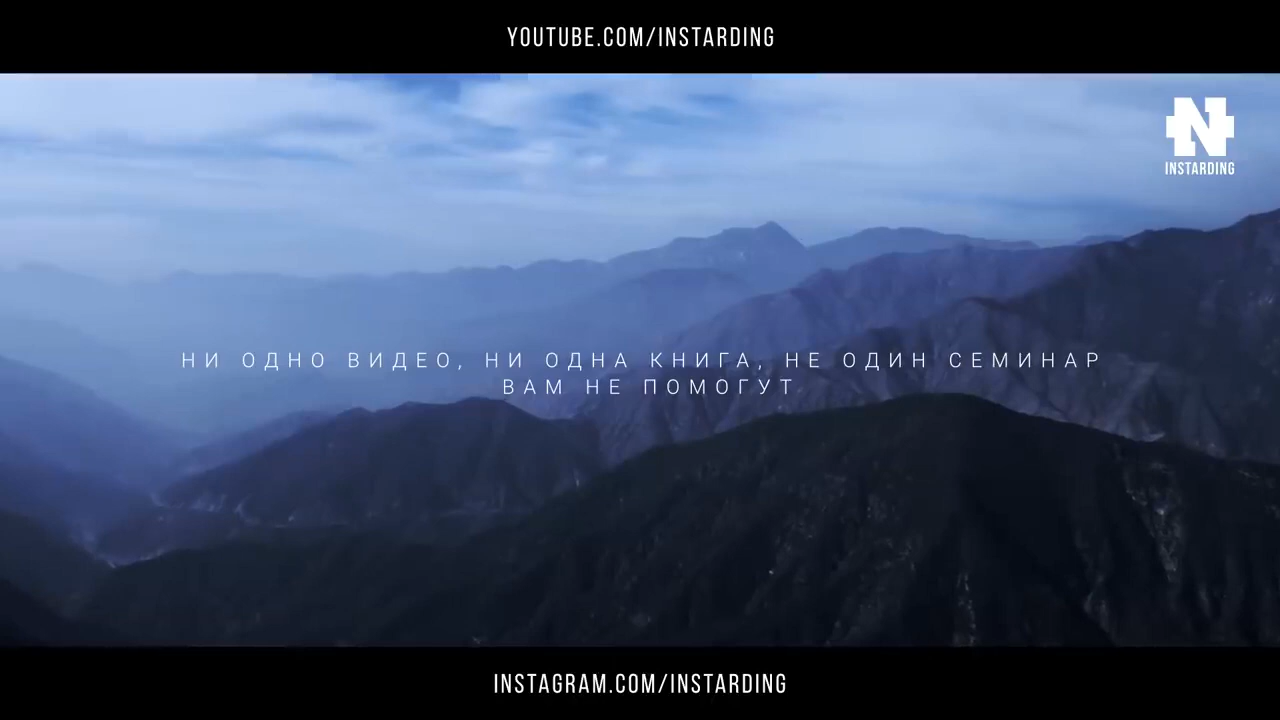 YOUTUBE.COM/INSTARDING
N
INSTARDING
НИ ОДНО ВИДЕО, НИ ОДНА КНИГА, НЕ ОДИН СЕМИНАР
ВАМ НЕ ПОМОГУТ
INSTAGRAM.COM/INSTARDING